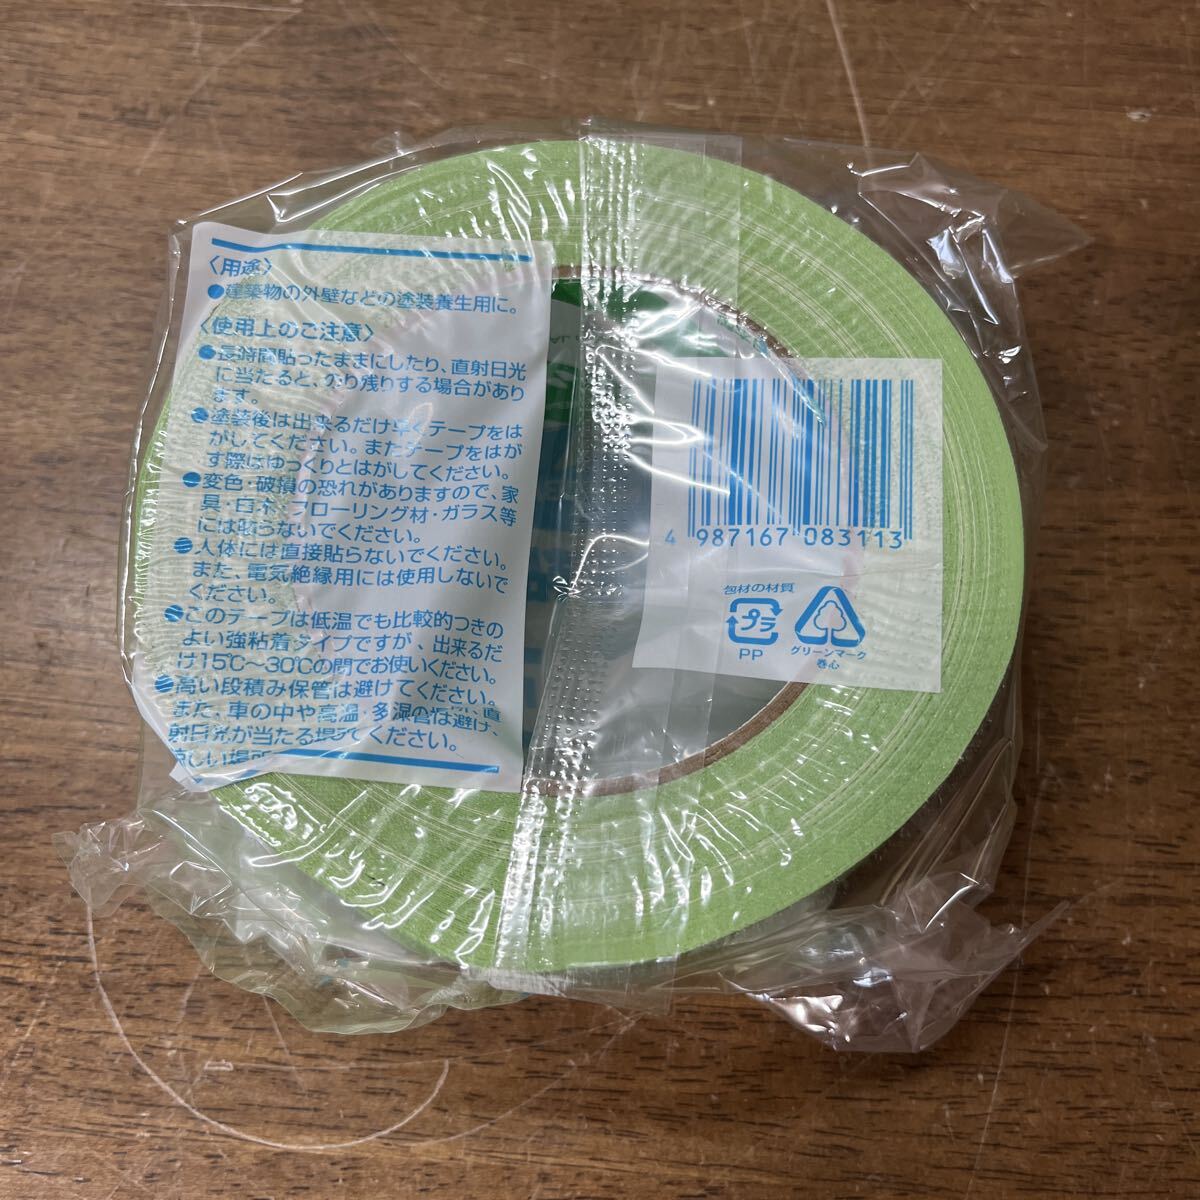 〈用途〉
●建築物の外壁などの塗装養生用に。
〈使用上のご注意〉
●長時間貼ったままにしたり、直射日光
に当たると、のり残りする場合があり
ます。
●塗装後は出来るだけ早くテープをは
がしてください。またテープをはが
す際はゆっくりとはがしてください。
●変色・破損の恐れがありますので、家
具・白木、フローリング材・ガラス等
には貼らないでください。
●人体には直接貼らないでください。
また、電気絶縁用には使用しないで
ください。
●このテープは低温でも比較的つきの
よい強粘着タイプですが、出来るだ
け15℃〜30℃の間でお使いください。
●高い段積み保管は避けてください。
また、車の中や高温・多湿の
は避け、直
射日光が当たる
てください。
しい場所
4 987167 083113
包材の材質
プラ
PP
グリーンマーク
巻心